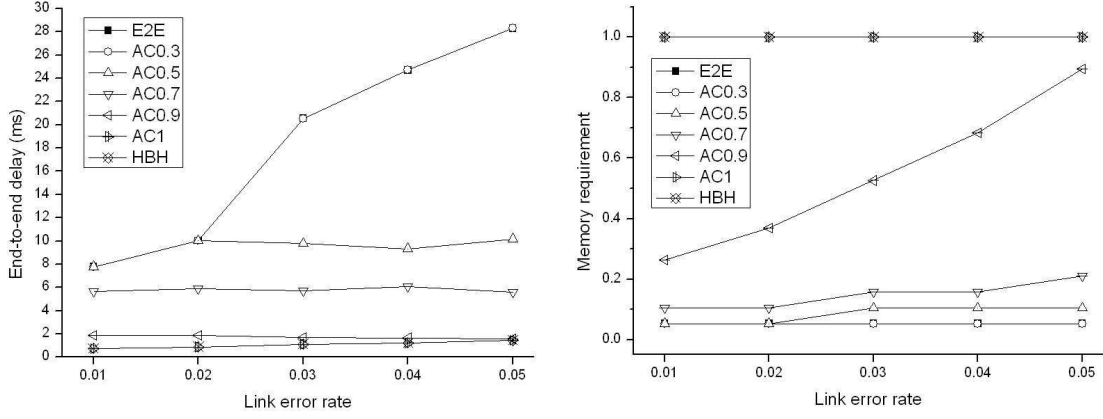 30
28
26
24
22
20
18
16
14
12
10
8
6
4
2
0
End-to-end delay (ms)
E2E
AC0.3
AC0.5
AC0.7
AC0.9
AC1
HBH
0.01
0.02
0.03
0.04
0.05
Link error rate
1.0
0.8
0.6
0.4
0.2
0.0
Memory requirement
E2E
AC0.3
AC0.5
AC0.7
AC0.9
AC1
HBH
0.01
0.02
0.03
0.04
0.05
Link error rate